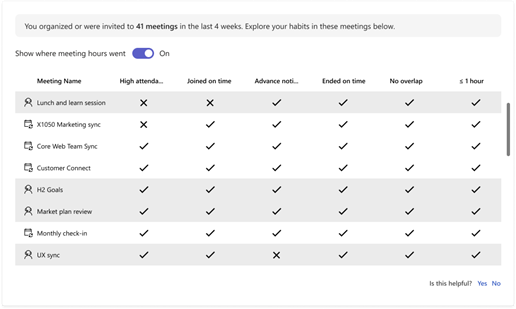 You organized or were invited to 41 meetings in the last 4 weeks. Explore your habits in these meetings below.
Show where meeting hours went On
Meeting Name High attenda... Joined on time Advance noti... Ended on time No overlap ≤ 1 hour
Lunch and learn session
X1050 Marketing sync
Core Web Team Sync
Customer Connect
H2 Goals
Market plan review
Monthly check-in
UX sync
Is this helpful? Yes No